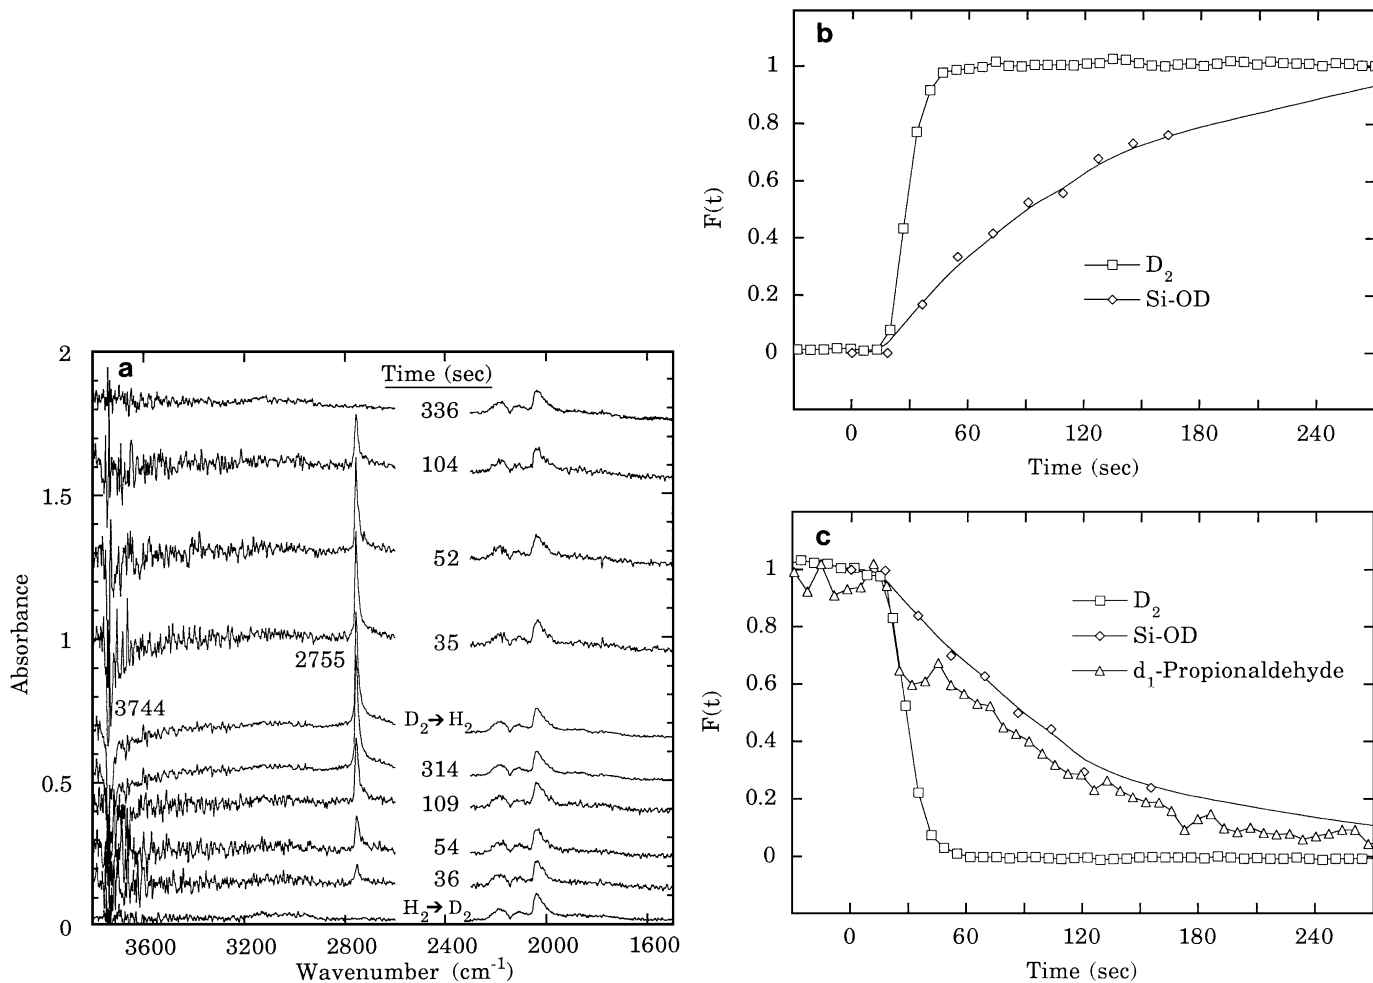 a
Time (sec)
336
104
52
35
D₂→H₂
314
109
54
36
H₂→D₂
2755
3744
2
1.5
1
0.5
0
Absorbance
3600 3200 2800 2400 2000 1600
Wavenumber (cm⁻¹)
b
1
0.8
0.6
0.4
0.2
0
F(t)
D₂
Si-OD
0 60 120 180 240
Time (sec)
c
1
0.8
0.6
0.4
0.2
0
F(t)
D₂
Si-OD
d₁-Propionaldehyde
0 60 120 180 240
Time (sec)